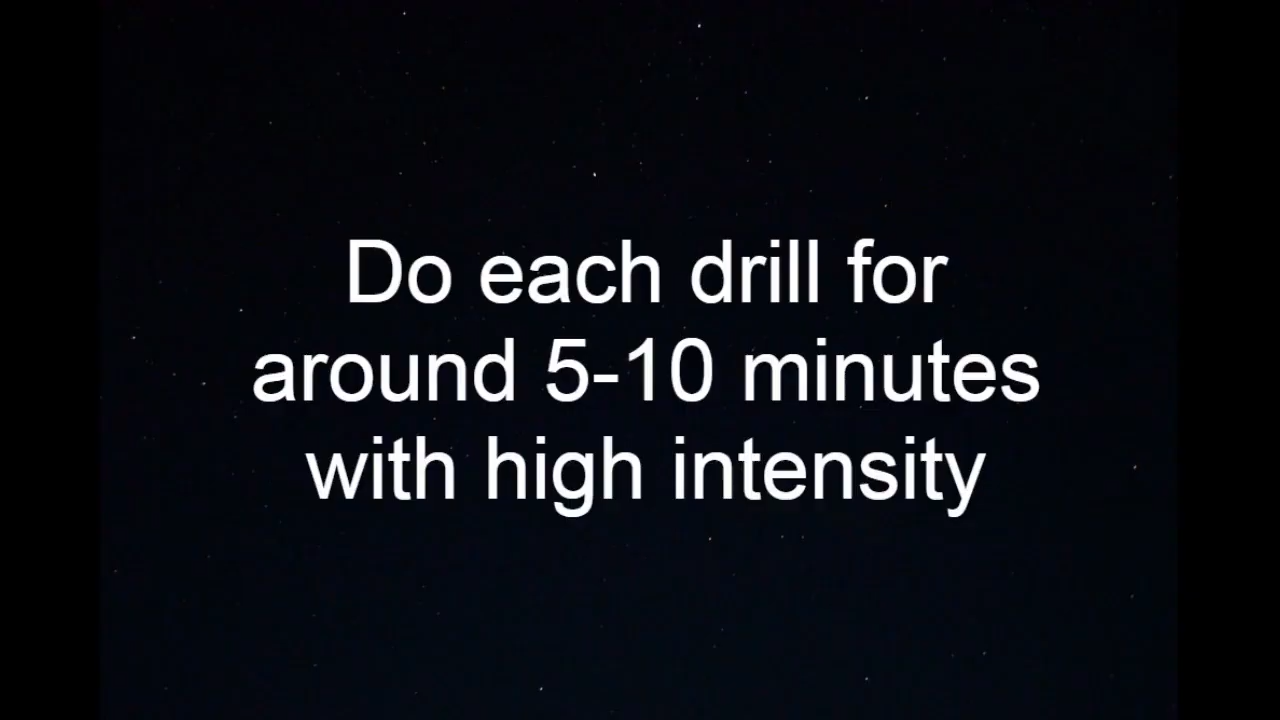 Do each drill for
around 5-10 minutes
with high intensity